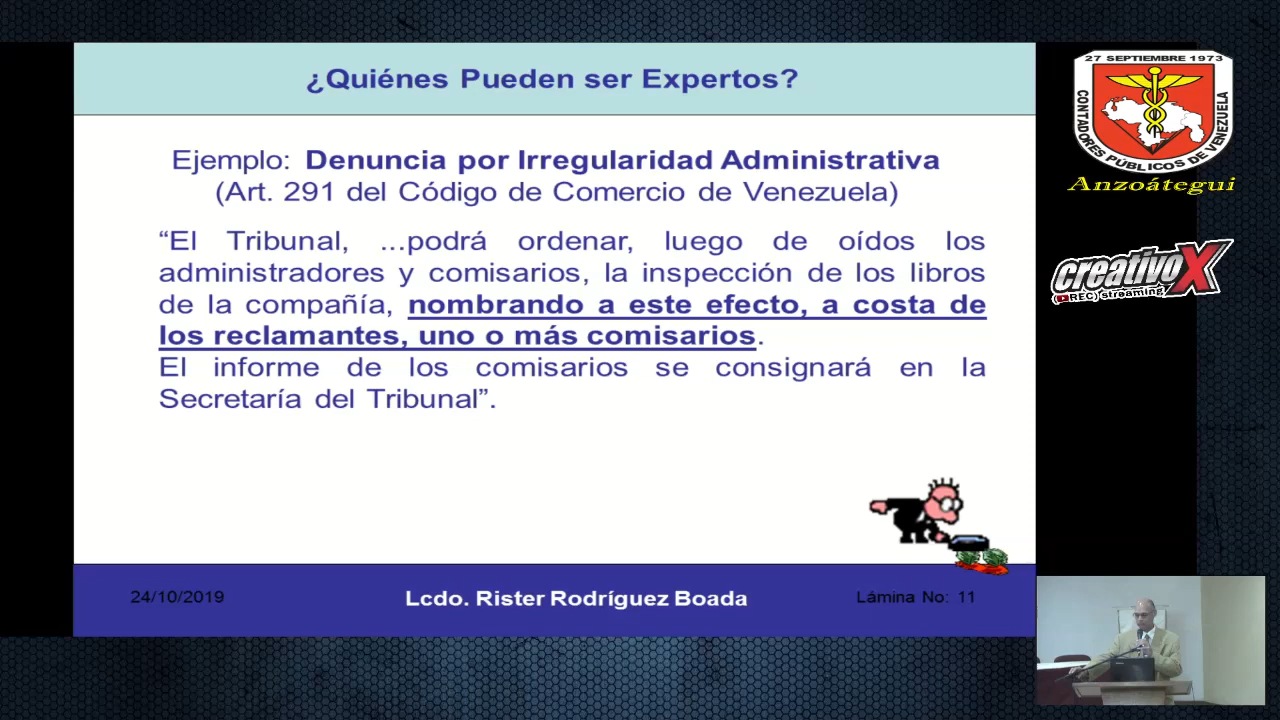 ¿Quiénes Pueden ser Expertos?
Ejemplo: Denuncia por Irregularidad Administrativa
(Art. 291 del Código de Comercio de Venezuela)
“El Tribunal, ...podrá ordenar, luego de oídos los
administradores y comisarios, la inspección de los libros
de la compañía, nombrando a este efecto, a costa de
los reclamantes, uno o más comisarios.
El informe de los comisarios se consignará en la
Secretaría del Tribunal”.
24/10/2019
Lcdo. Rister Rodríguez Boada
Lámina No: 11
27 SEPTIEMBRE 1973
CONTADORES PÚBLICOS DE VENEZUELA
Anzoátegui
creativoX
(REC) streaming